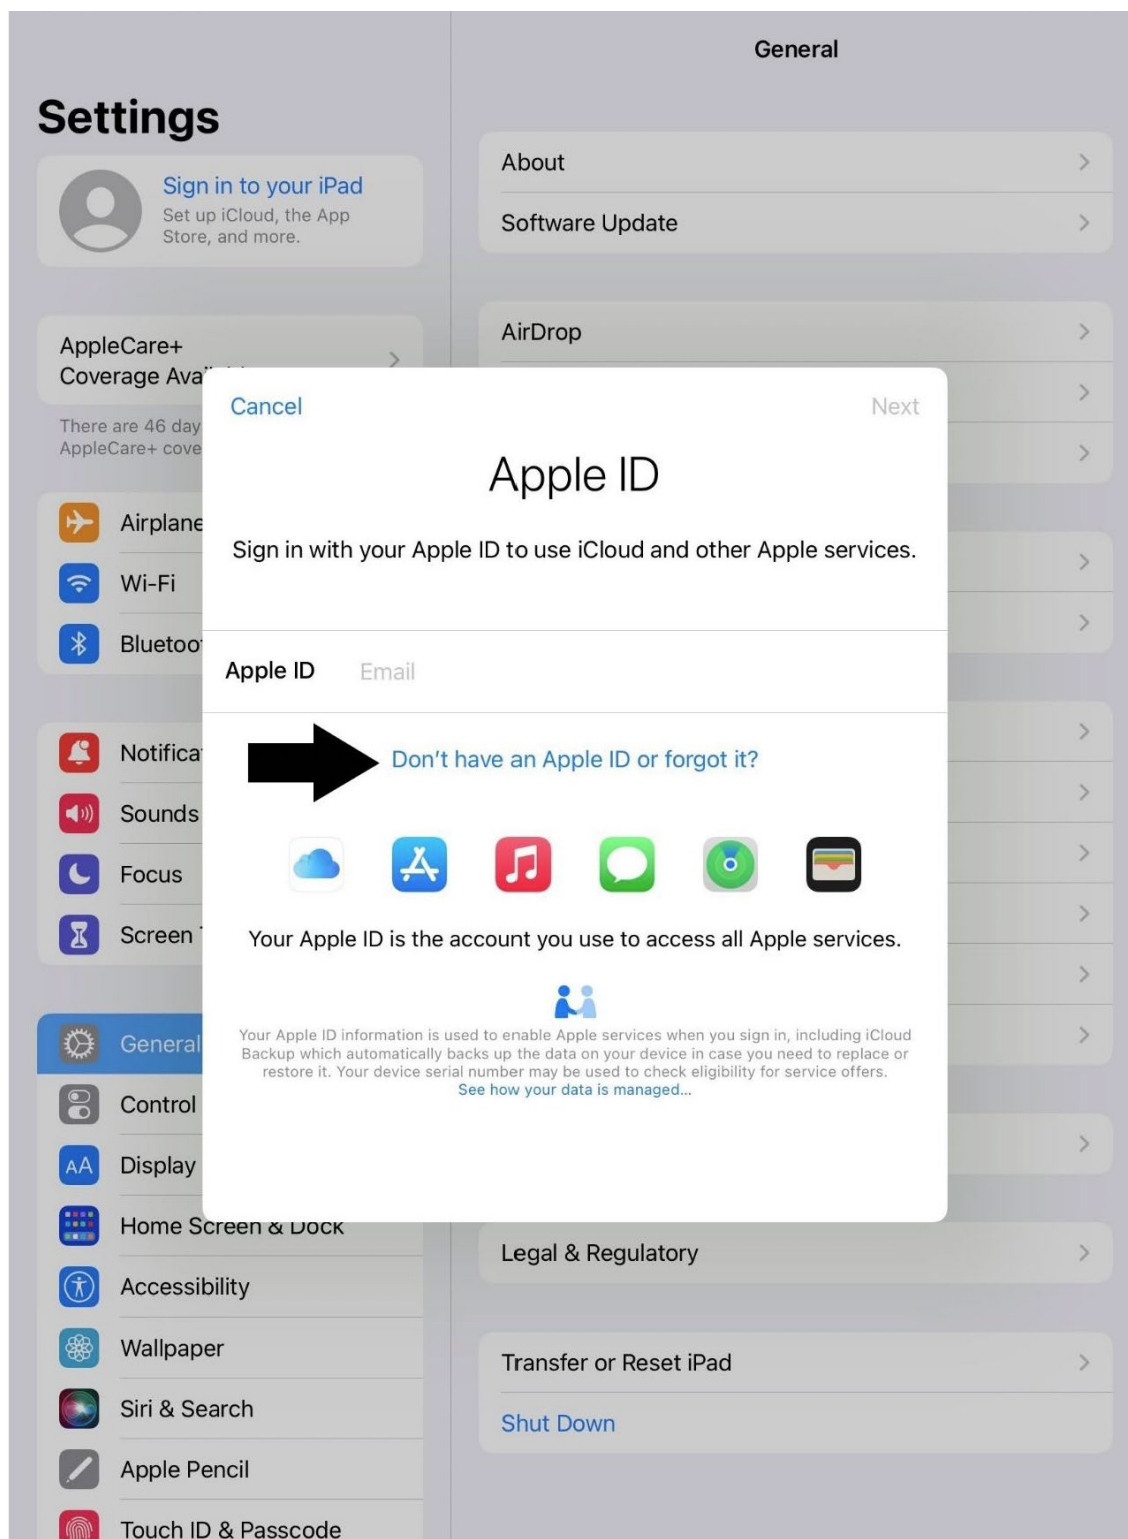 General
Settings
Sign in to your iPad
Set up iCloud, the App
Store, and more.
AppleCare+
Coverage Ava
There are 46 day
AppleCare+ cove
Airplane
Wi-Fi
Bluetoo
Notifica
Sounds
Focus
Screen
General
Control
Display
Home Screen & Dock
Accessibility
Wallpaper
Siri & Search
Apple Pencil
Touch ID & Passcode
About
Software Update
AirDrop
Cancel
Next
Apple ID
Sign in with your Apple ID to use iCloud and other Apple services.
Apple ID Email
Don't have an Apple ID or forgot it?
Your Apple ID is the account you use to access all Apple services.
Your Apple ID information is used to enable Apple services when you sign in, including iCloud
Backup which automatically backs up the data on your device in case you need to replace or
restore it. Your device serial number may be used to check eligibility for service offers.
See how your data is managed...
Legal & Regulatory
Transfer or Reset iPad
Shut Down
AA